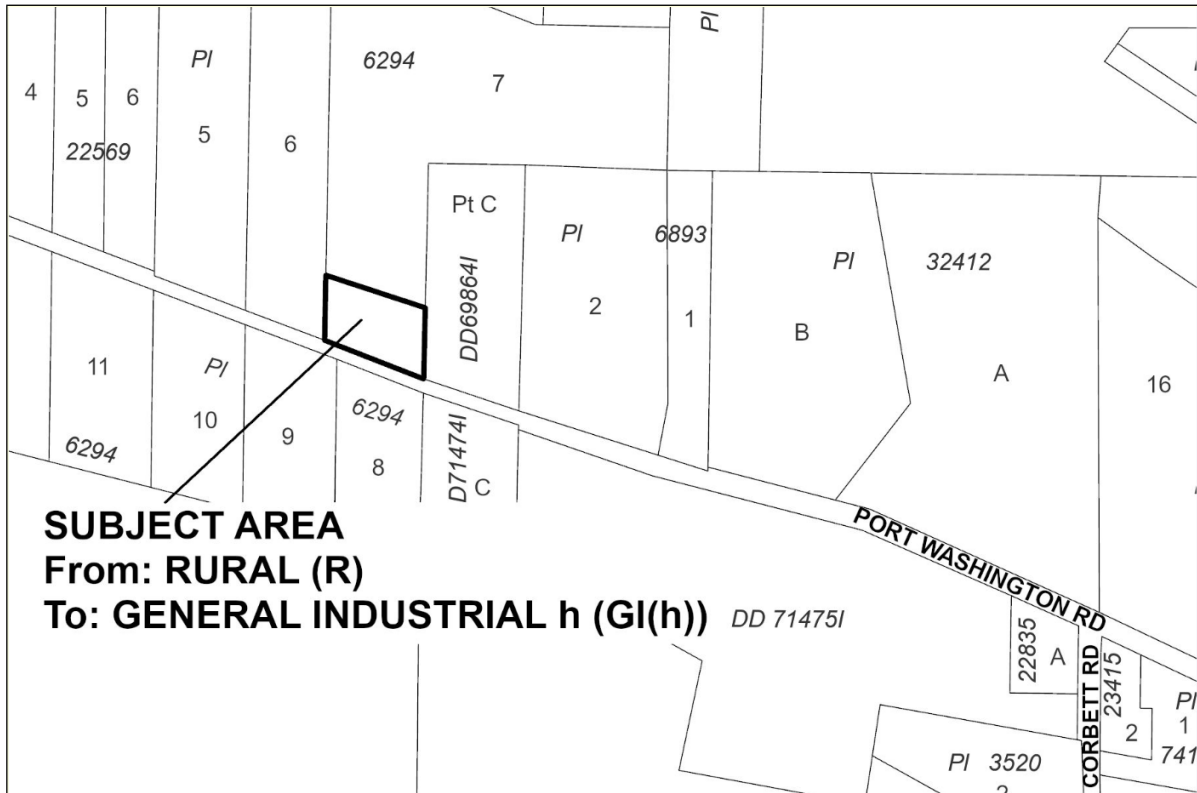 Pl
6294
7
Pl
4
5
6
5
6
22569
Pt C
DD69864I
Pl
6893
2
1
Pl
32412
B
A
16
11
Pl
10
9
6294
8
6294
D71474I
C
SUBJECT AREA
From: RURAL (R)
To: GENERAL INDUSTRIAL h (GI(h))
DD 71475I
PORT WASHINGTON RD
CORBETT RD
22835
A
23415
2
Pl
1
741
Pl 3520